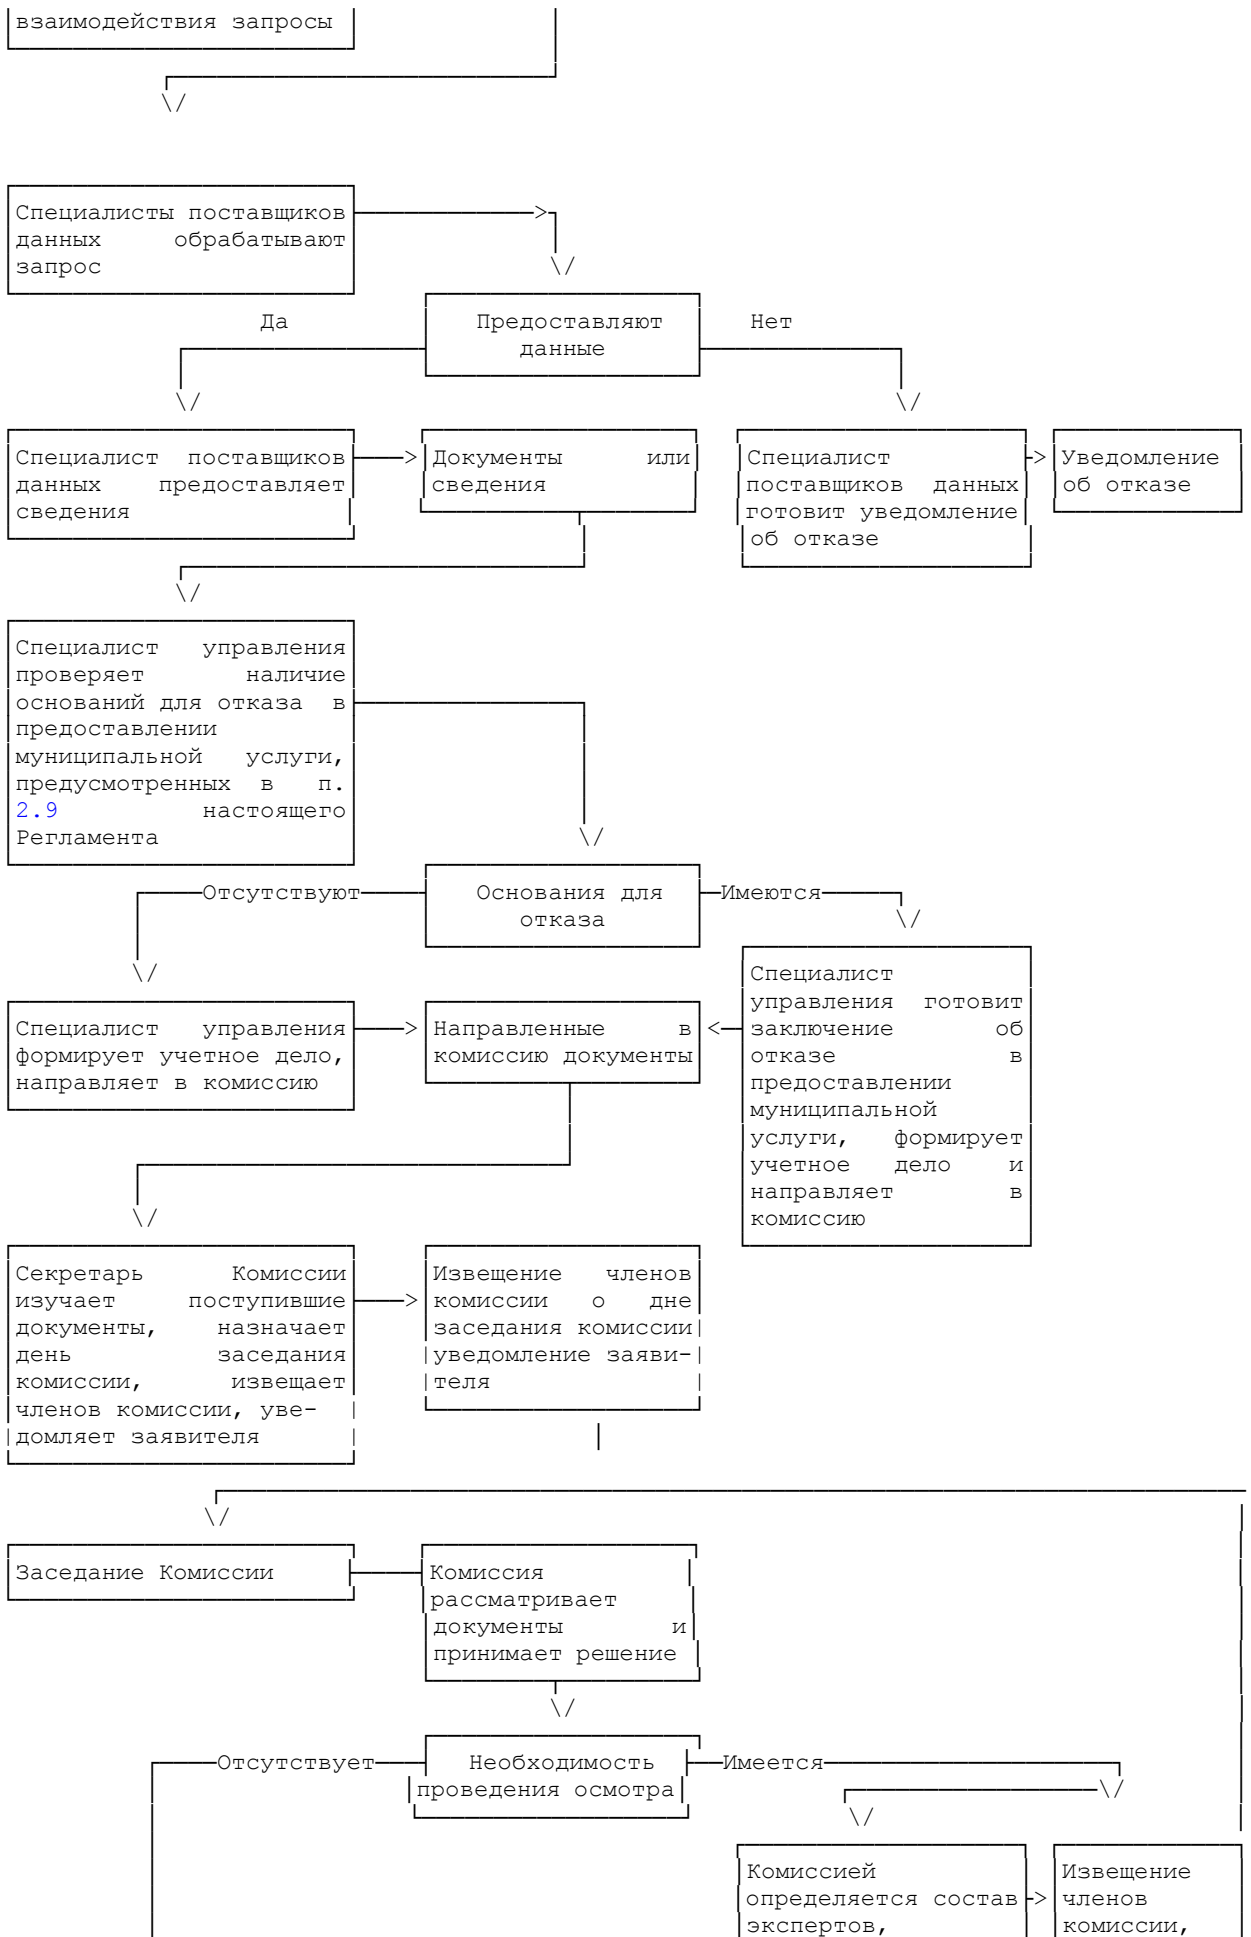 взаимодействия запросы
Специалисты поставщиков
данных обрабатывают
запрос
Да
Предоставляют
данные
Нет
Специалист поставщиков
данных предоставляет
сведения
Документы или
сведения
Специалист
поставщиков данных
готовит уведомление
об отказе
Уведомление
об отказе
Специалист управления
проверяет наличие
оснований для отказа в
предоставлении
муниципальной услуги,
предусмотренных в п.
2.9 настоящего
Регламента
Отсутствуют
Основания для
отказа
Имеются
Специалист управления
формирует учетное дело,
направляет в комиссию
Направленные в
комиссию документы
Специалист
управления готовит
заключение об
отказе в
предоставлении
муниципальной
услуги, формирует
учетное дело и
направляет в
комиссию
Секретарь Комиссии
изучает поступившие
документы, назначает
день заседания
комиссии, извещает
членов комиссии, уве-
домляет заявителя
Извещение членов
комиссии о дне
заседания комиссии
уведомление заяви-
теля
Заседание Комиссии
Комиссия
рассматривает
документы и
принимает решение
Отсутствует
Необходимость
проведения осмотра
Имеется
Комиссией
определяется состав
экспертов,
Извещение
членов
комиссии,